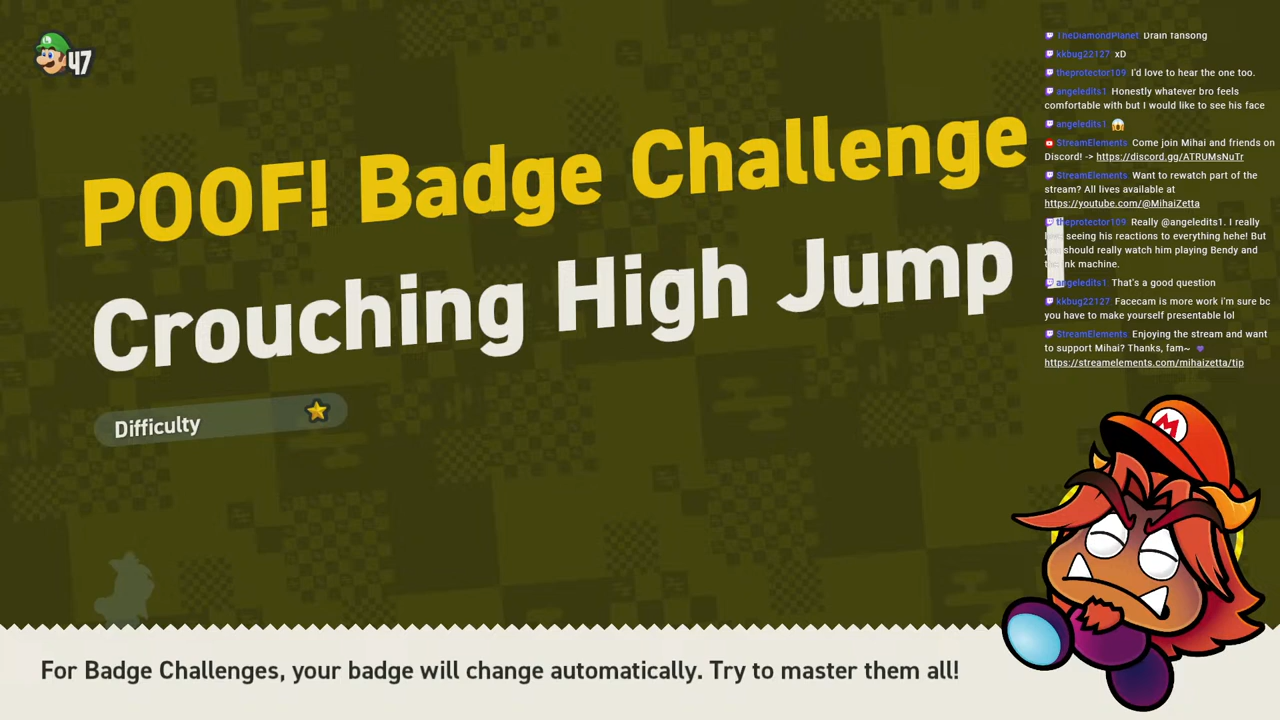 47
POOF! Badge Challenge
Crouching High Jump
Difficulty
For Badge Challenges, your badge will change automatically. Try to master them all!
TheDiamondPlanet Drain fansong
kkbug22127 xD
theprotector109 I'd love to hear the one too.
angeledits1 Honestly whatever bro feels
comfortable with but I would like to see his face
angeledits1 😱
StreamElements Come join Mihai and friends on
Discord! -> https://discord.gg/ATRUMsNuTr
StreamElements Want to rewatch part of the
stream? All lives available at
https://youtube.com/@MihaiZetta
theprotector109 Really @angeledits1. I really
seeing his reactions to everything hehe! But
should really watch him playing Bendy and
ink machine.
angeledits1 That's a good question
kkbug22127 Facecam is more work i'm sure bc
you have to make yourself presentable lol
StreamElements Enjoying the stream and want
to support Mihai? Thanks, fam~ 💜
https://streamelements.com/mihaizetta/tip
M